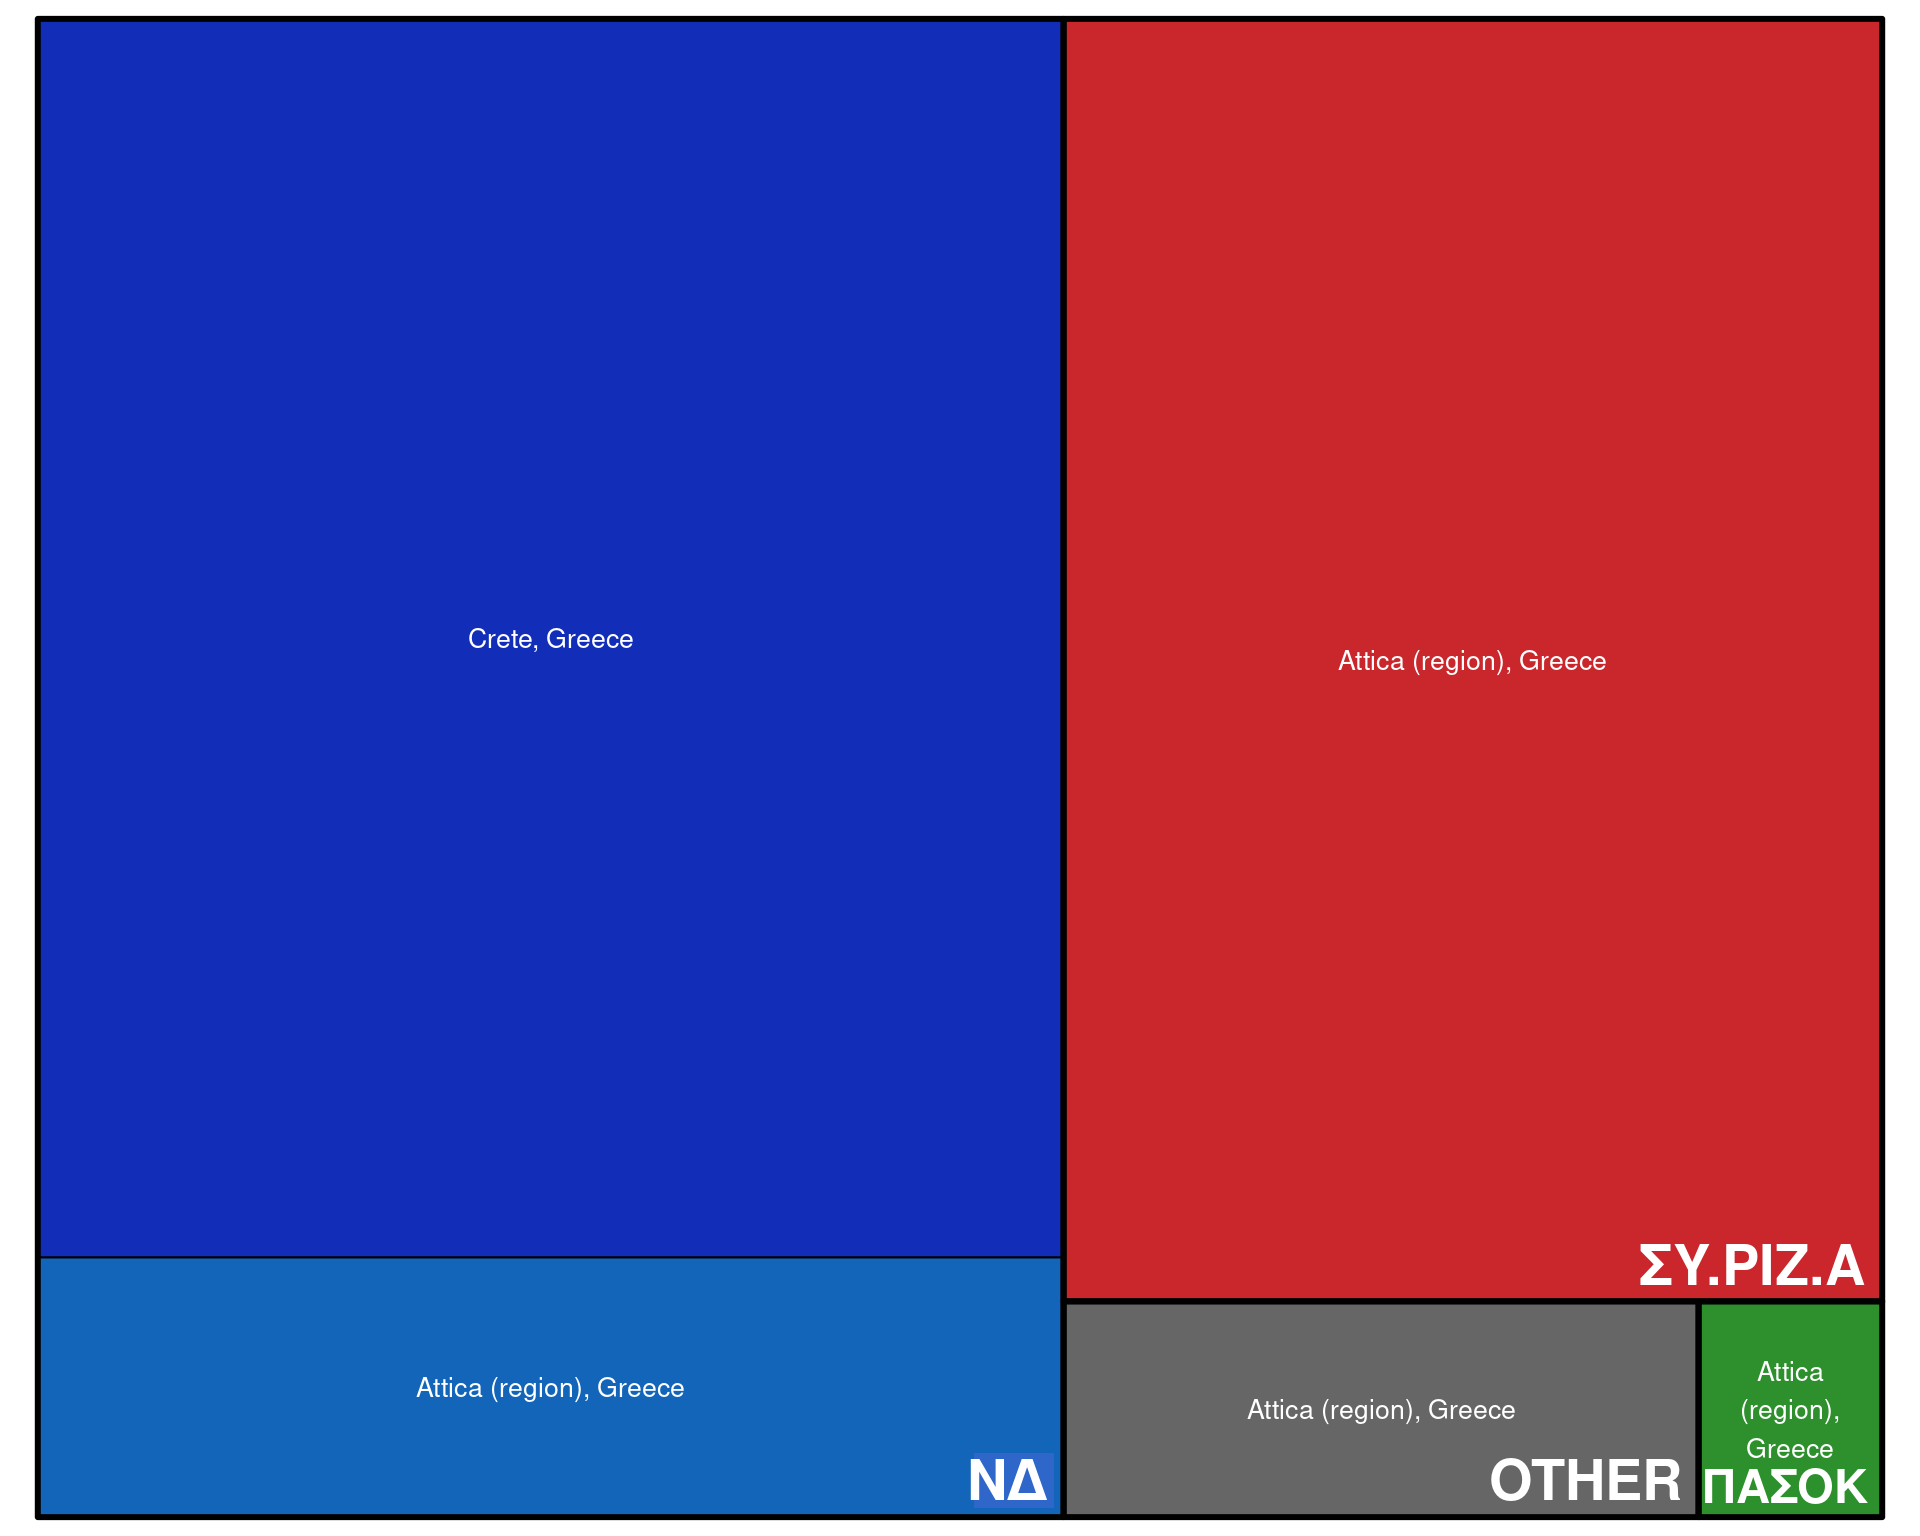 Crete, Greece
Attica (region), Greece
ΝΔ
Attica (region), Greece
ΣΥ.ΡΙΖ.Α
Attica (region), Greece
OTHER
Attica
(region),
Greece
ΠΑΣΟΚ